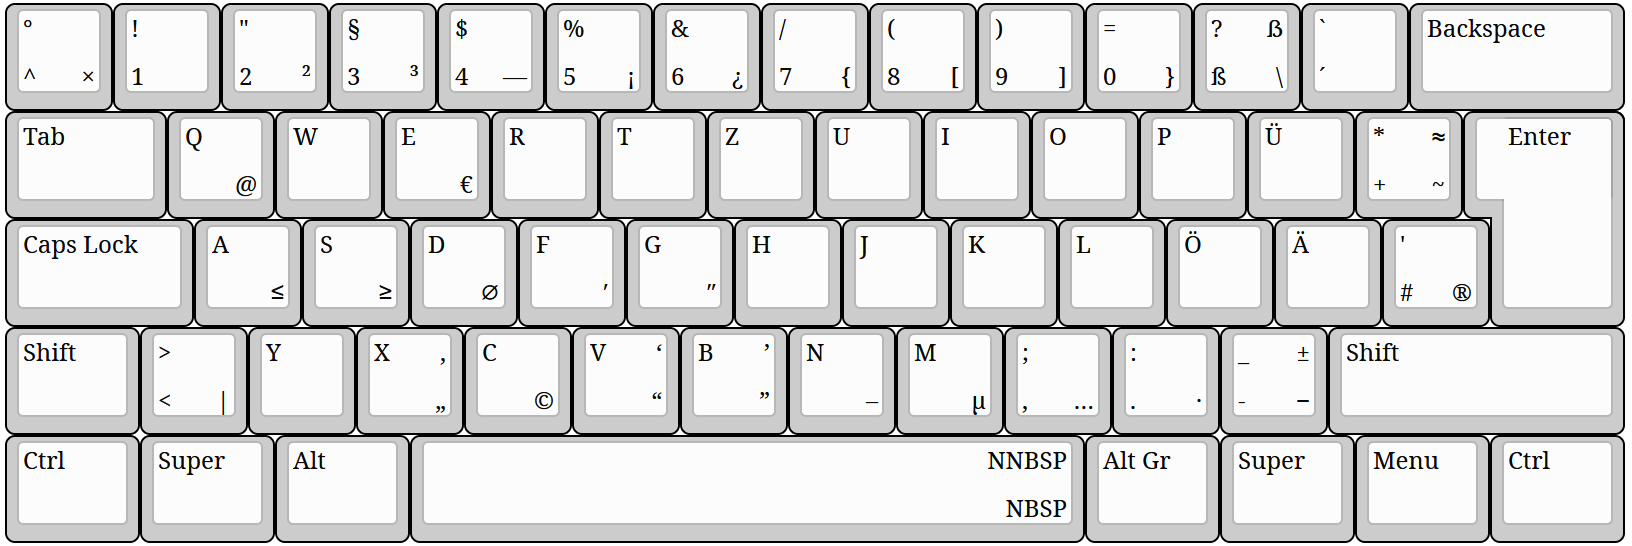 ° ! " § $ % & / ( ) = ? ẞ ` Backspace
^ × 1 2 ² 3 ³ 4 — 5 ¡ 6 ¿ 7 { 8 [ 9 ] 0 } ß \ ´
Tab Q W E R T Z U I O P Ü * ≈ Enter
@ € + ~
Caps Lock A S D F G H J K L Ö Ä '
≤ ≥ ∅ ′ ″ # ®
Shift > Y X ‚ C V ‘ B ’ N M ; : _ ± Shift
< | „ © “ ” – µ , … . · - −
Ctrl Super Alt NNBSP Alt Gr Super Menu Ctrl
NBSP